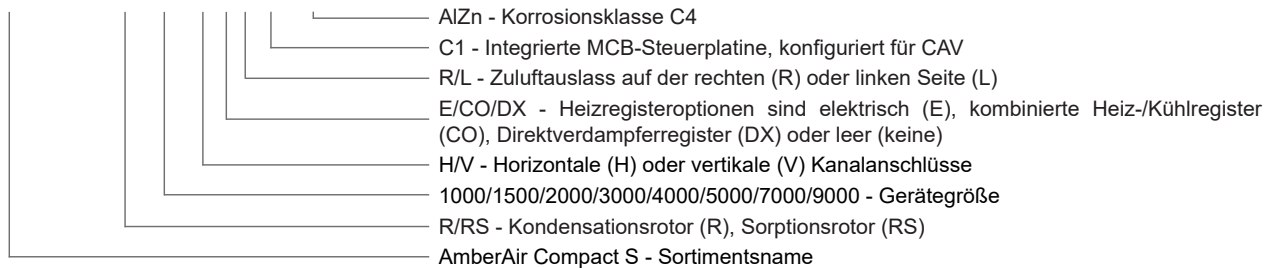 AlZn - Korrosionsklasse C4
C1 - Integrierte MCB-Steuerplatine, konfiguriert für CAV
R/L - Zuluftauslass auf der rechten (R) oder linken Seite (L)
E/CO/DX - Heizregisteroptionen sind elektrisch (E), kombinierte Heiz-/Kühlregister
(CO), Direktverdampferregister (DX) oder leer (keine)
H/V - Horizontale (H) oder vertikale (V) Kanalanschlüsse
1000/1500/2000/3000/4000/5000/7000/9000 - Gerätegröße
R/RS - Kondensationsrotor (R), Sorptionsrotor (RS)
AmberAir Compact S - Sortimentsname